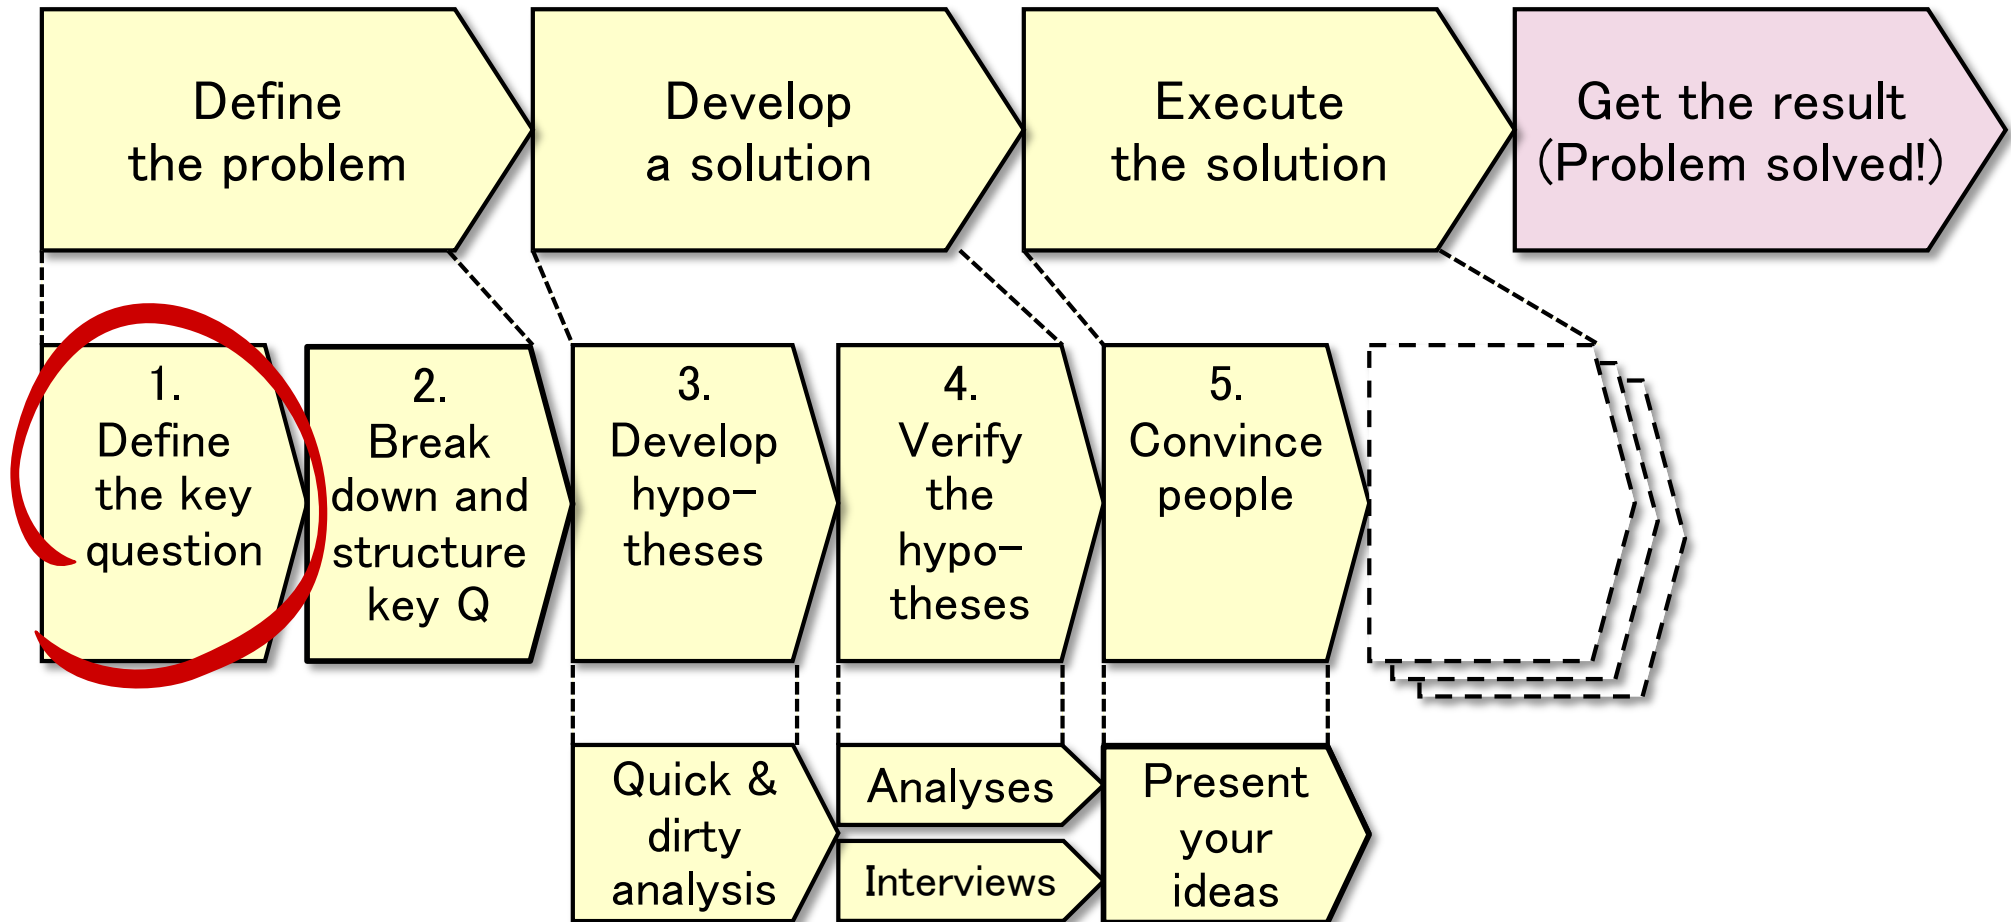 Define
the problem
Develop
a solution
Execute
the solution
Get the result
(Problem solved!)
1.
Define
the key
question
2.
Break
down and
structure
key Q
3.
Develop
hypo-
theses
4.
Verify
the
hypo-
theses
5.
Convince
people
Quick &
dirty
analysis
Analyses
Interviews
Present
your
ideas